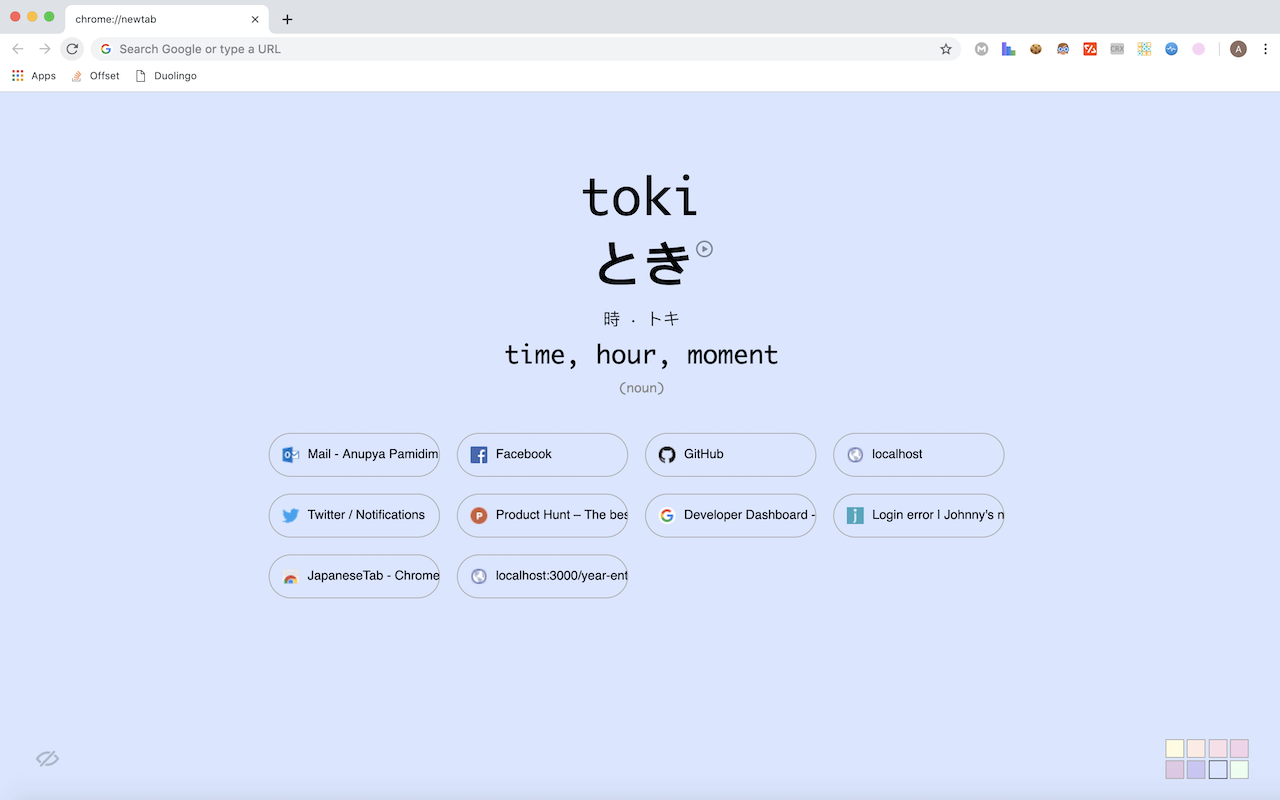 chrome://newtab
Search Google or type a URL
A
Apps Offset Duolingo
toki
とき
時 . トキ
time, hour, moment
(noun)
Mail - Anupya Pamidim Facebook GitHub localhost
Twitter / Notifications Product Hunt – The bes Developer Dashboard - Login error | Johnny's n
JapaneseTab - Chrome localhost:3000/year-ent